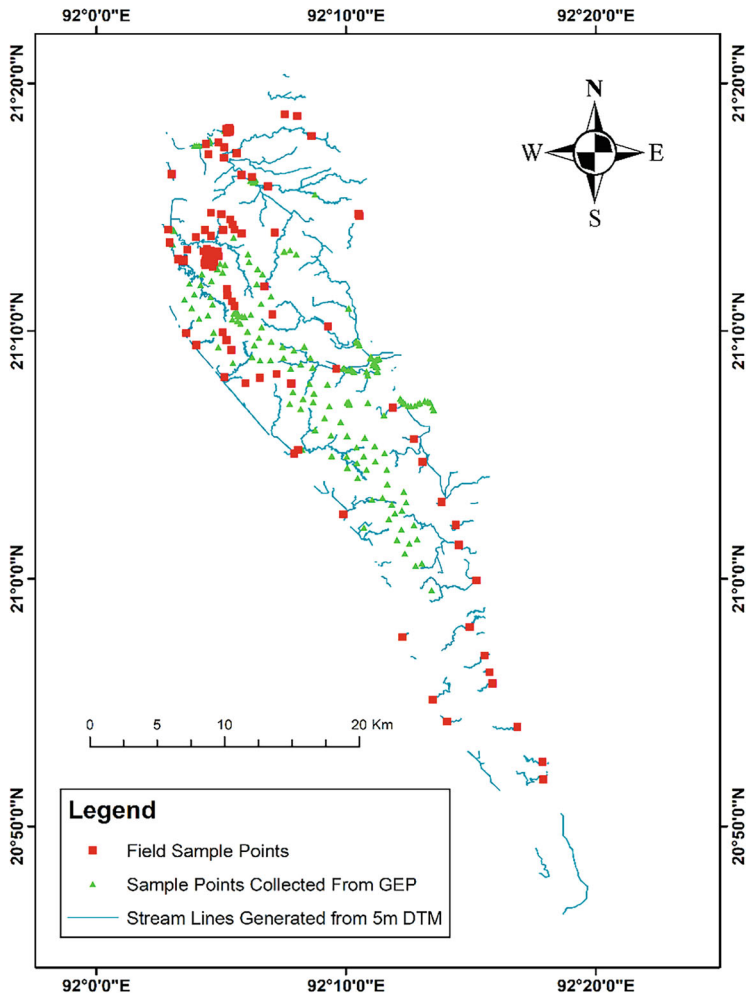 92°0'0"E 92°10'0"E 92°20'0"E
21°20'0"N 21°20'0"N
N
W E
S
21°10'0"N 21°10'0"N
21°0'0"N 21°0'0"N
0 5 10 20 Km
Legend
Field Sample Points
Sample Points Collected From GEP
Stream Lines Generated from 5m DTM
20°50'0"N 20°50'0"N
92°0'0"E 92°10'0"E 92°20'0"E